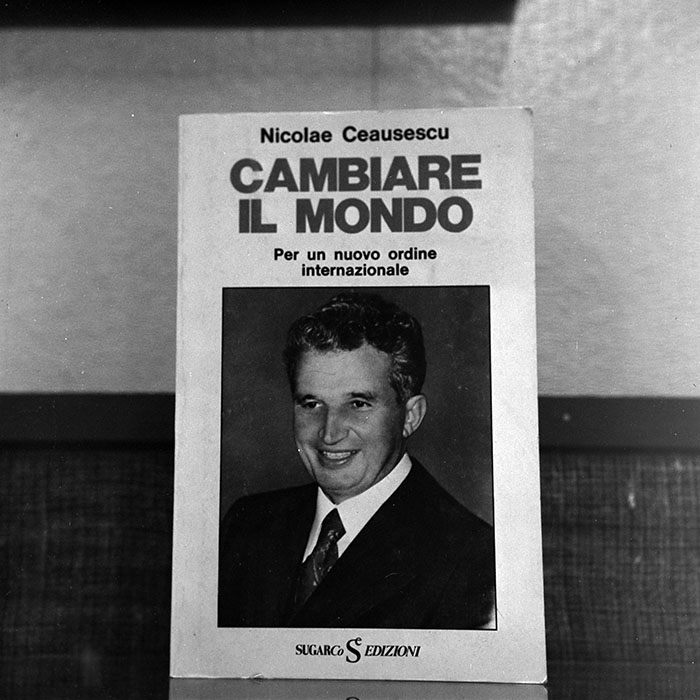 Nicolae Ceausescu
CAMBIARE
IL MONDO
Per un nuovo ordine
internazionale
SUGARCo EDIZIONI